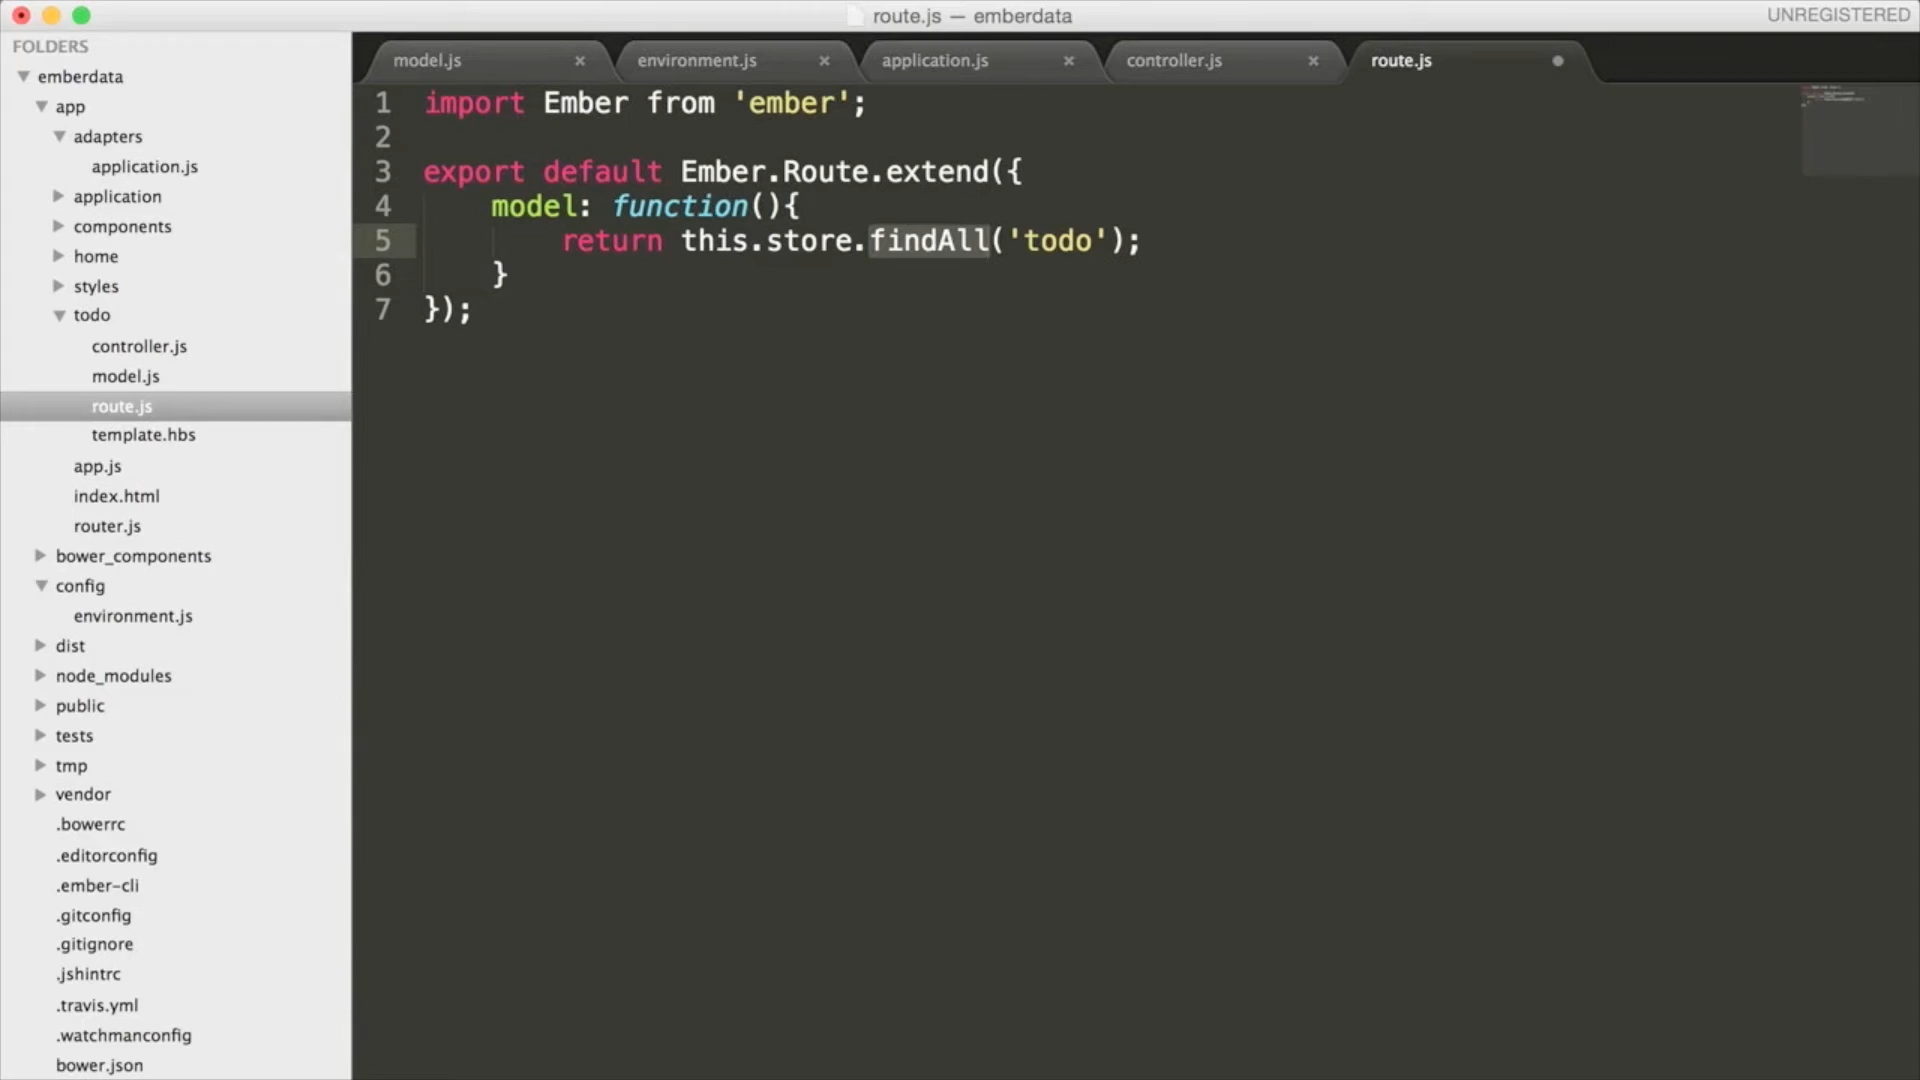 route.js — emberdata
UNREGISTERED
FOLDERS
emberdata
app
adapters
application.js
application
components
home
styles
todo
controller.js
model.js
route.js
template.hbs
app.js
index.html
router.js
bower_components
config
environment.js
dist
node_modules
public
tests
tmp
vendor
.bowerrc
.editorconfig
.ember-cli
.gitconfig
.gitignore
.jshintrc
.travis.yml
.watchmanconfig
bower.json
model.js × environment.js × application.js × controller.js × route.js
1 import Ember from 'ember';
2
3 export default Ember.Route.extend({
4 model: function(){
5 return this.store.findAll('todo');
6 }
7 });